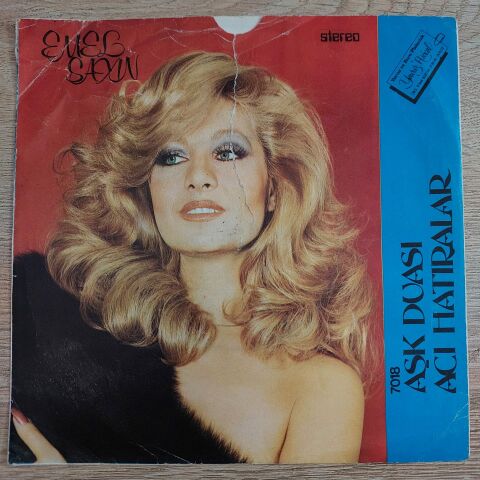 EMEL
SAYIN
stereo
7018
AŞK DUASI
ACI HATIRALAR